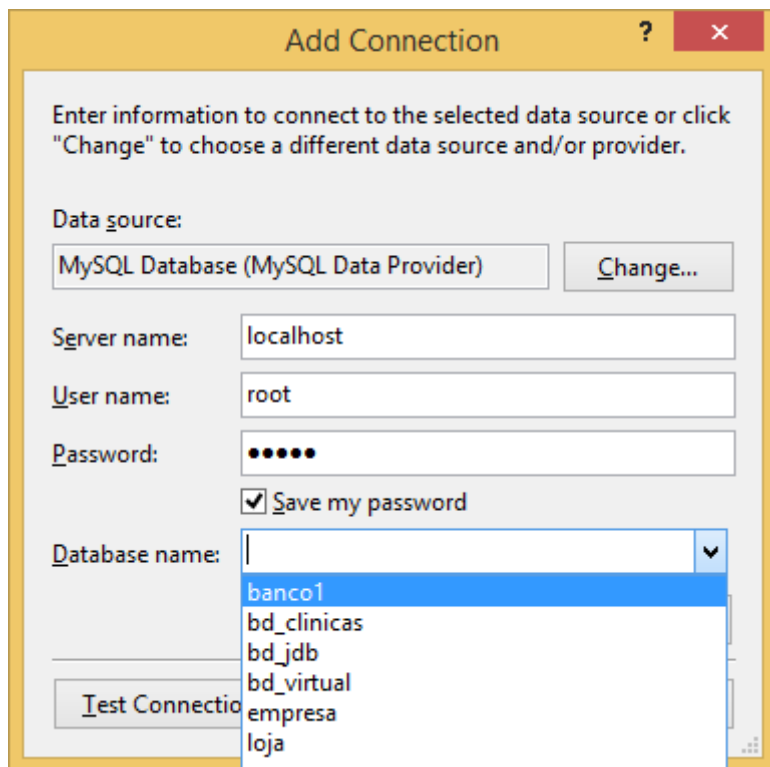 Add Connection
?
×
Enter information to connect to the selected data source or click
"Change" to choose a different data source and/or provider.
Data source:
MySQL Database (MySQL Data Provider)
Change...
Server name:
localhost
User name:
root
Password:
●●●●●
Save my password
Database name:
banco1
bd_clinicas
bd_jdb
bd_virtual
empresa
loja
Test Connectio